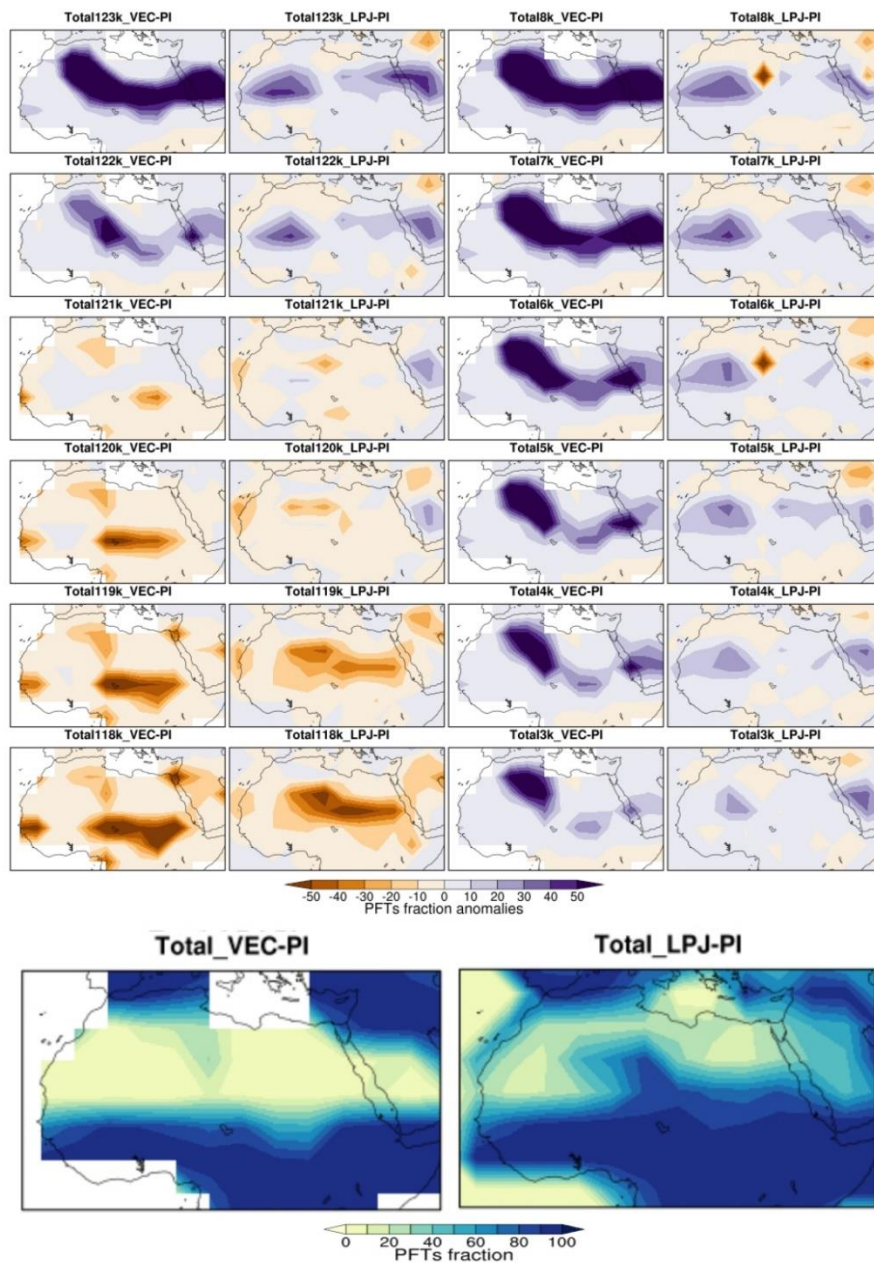 Total123k_VEC-PI Total123k_LPJ-PI Total8k_VEC-PI Total8k_LPJ-PI
Total122k_VEC-PI Total122k_LPJ-PI Total7k_VEC-PI Total7k_LPJ-PI
Total121k_VEC-PI Total121k_LPJ-PI Total6k_VEC-PI Total6k_LPJ-PI
Total120k_VEC-PI Total120k_LPJ-PI Total5k_VEC-PI Total5k_LPJ-PI
Total119k_VEC-PI Total119k_LPJ-PI Total4k_VEC-PI Total4k_LPJ-PI
Total118k_VEC-PI Total118k_LPJ-PI Total3k_VEC-PI Total3k_LPJ-PI
-50 -40 -30 -20 -10 0 10 20 30 40 50
PFTs fraction anomalies
Total_VEC-PI Total_LPJ-PI
0 20 40 60 80 100
PFTs fraction